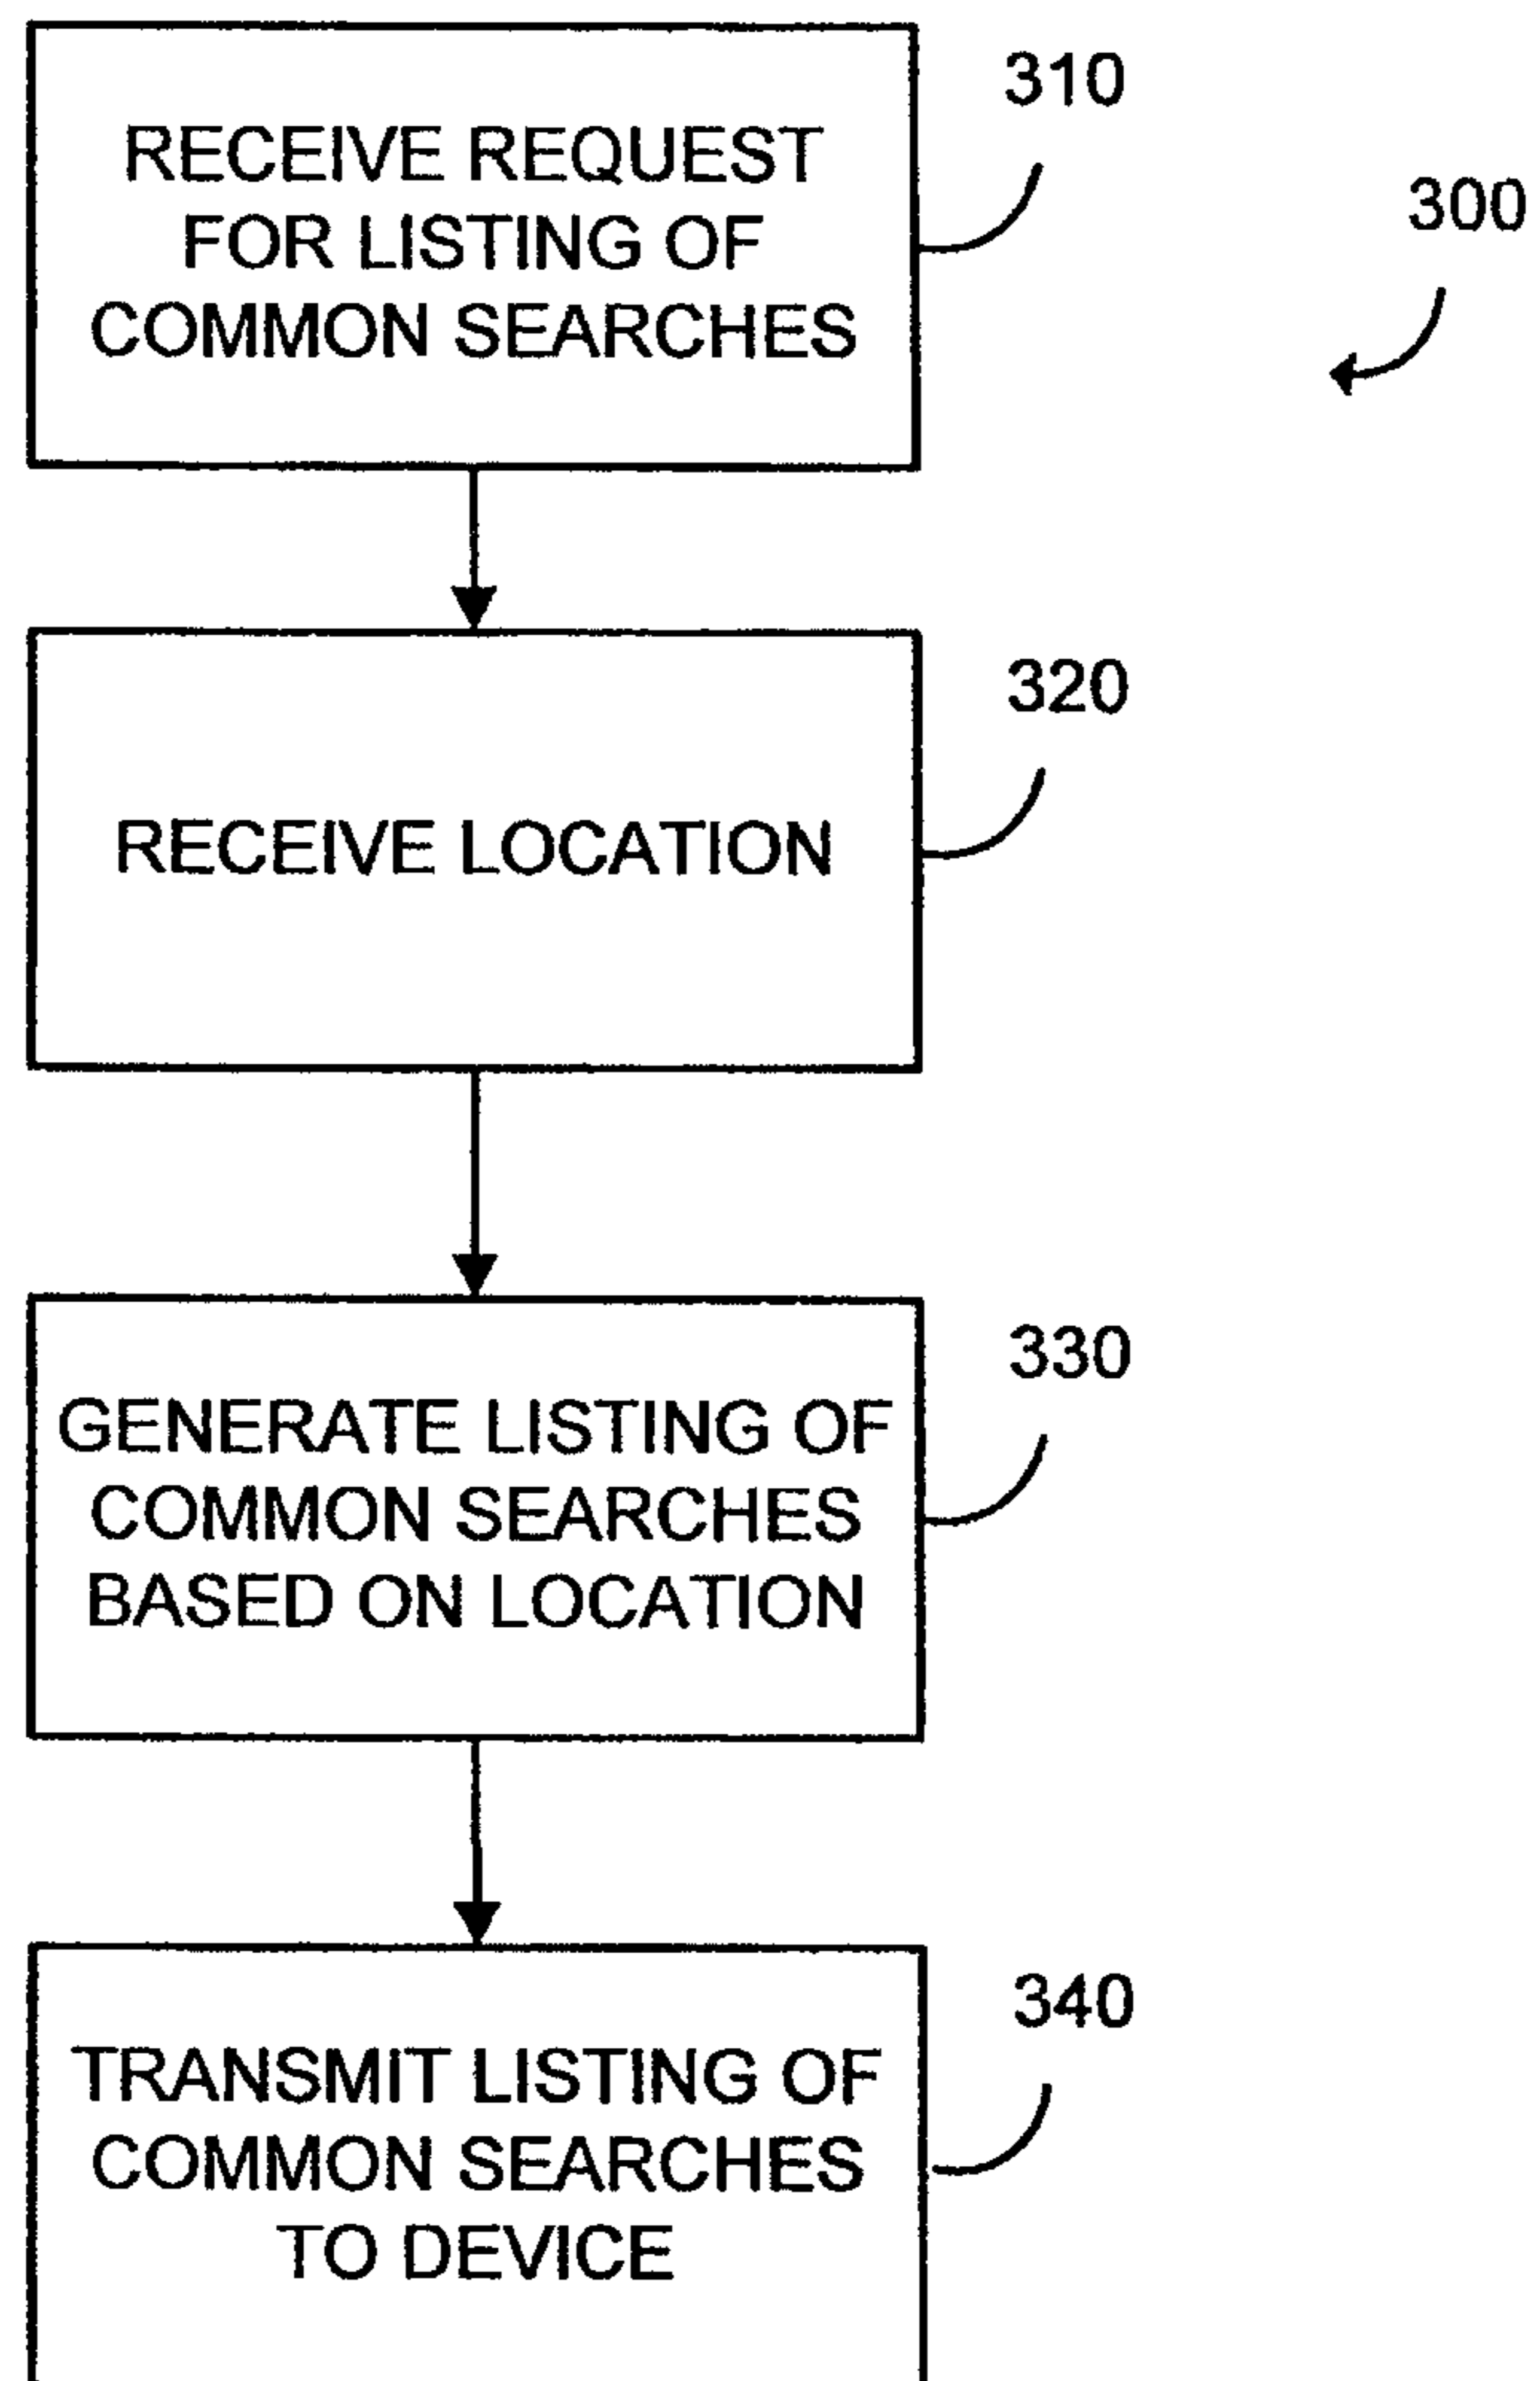 RECEIVE REQUEST
FOR LISTING OF
COMMON SEARCHES
310
300
RECEIVE LOCATION
320
GENERATE LISTING OF
COMMON SEARCHES
BASED ON LOCATION
330
TRANSMIT LISTING OF
COMMON SEARCHES
TO DEVICE
340